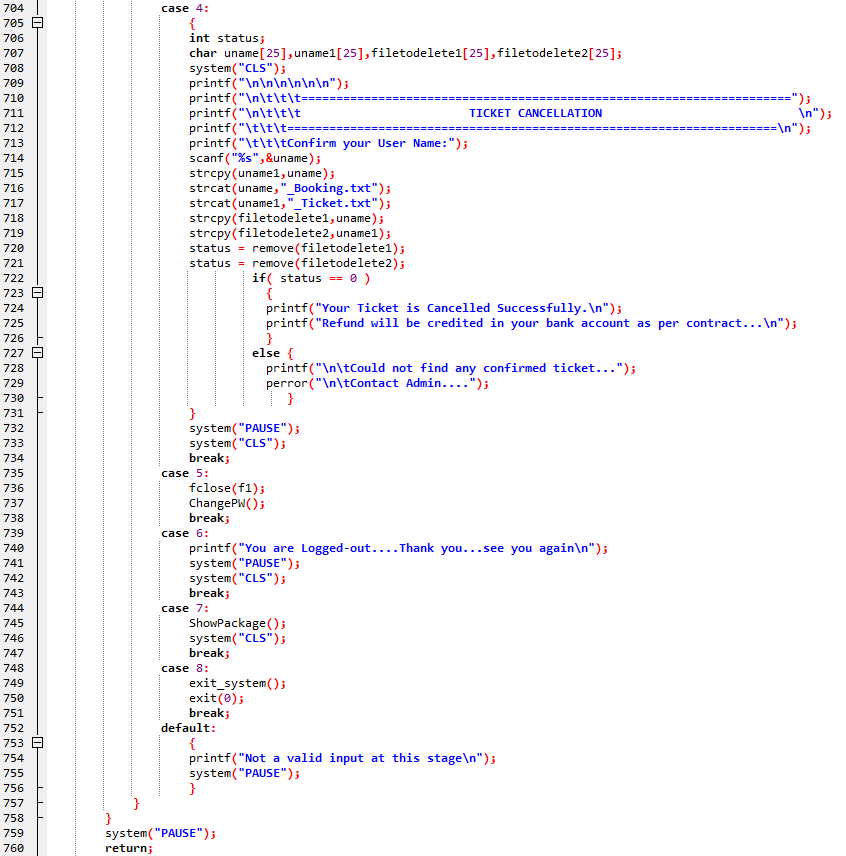 704 case 4:
705 {
706 int status;
707 char uname[25],uname1[25],filetodelete1[25],filetodelete2[25];
708 system("CLS");
709 printf("\n\n\n\n\n\n");
710 printf("\n\t\t\t======================================================================");
711 printf("\n\t\t\t                        TICKET CANCELLATION                            \n");
712 printf("\t\t\t======================================================================\n");
713 printf("\t\t\tConfirm your User Name:");
714 scanf("%s",&uname);
715 strcpy(uname1,uname);
716 strcat(uname,"_Booking.txt");
717 strcat(uname1,"_Ticket.txt");
718 strcpy(filetodelete1,uname);
719 strcpy(filetodelete2,uname1);
720 status = remove(filetodelete1);
721 status = remove(filetodelete2);
722 if( status == 0 )
723 {
724 printf("Your Ticket is Cancelled Successfully.\n");
725 printf("Refund will be credited in your bank account as per contract...\n");
726 }
727 else {
728 printf("\n\tCould not find any confirmed ticket...");
729 perror("\n\tContact Admin....");
730 }
731 }
732 system("PAUSE");
733 system("CLS");
734 break;
735 case 5:
736 fclose(f1);
737 ChangePW();
738 break;
739 case 6:
740 printf("You are Logged-out....Thank you...see you again\n");
741 system("PAUSE");
742 system("CLS");
743 break;
744 case 7:
745 ShowPackage();
746 system("CLS");
747 break;
748 case 8:
749 exit_system();
750 exit(0);
751 break;
752 default:
753 {
754 printf("Not a valid input at this stage\n");
755 system("PAUSE");
756 }
757 }
758 }
759 system("PAUSE");
760 return;